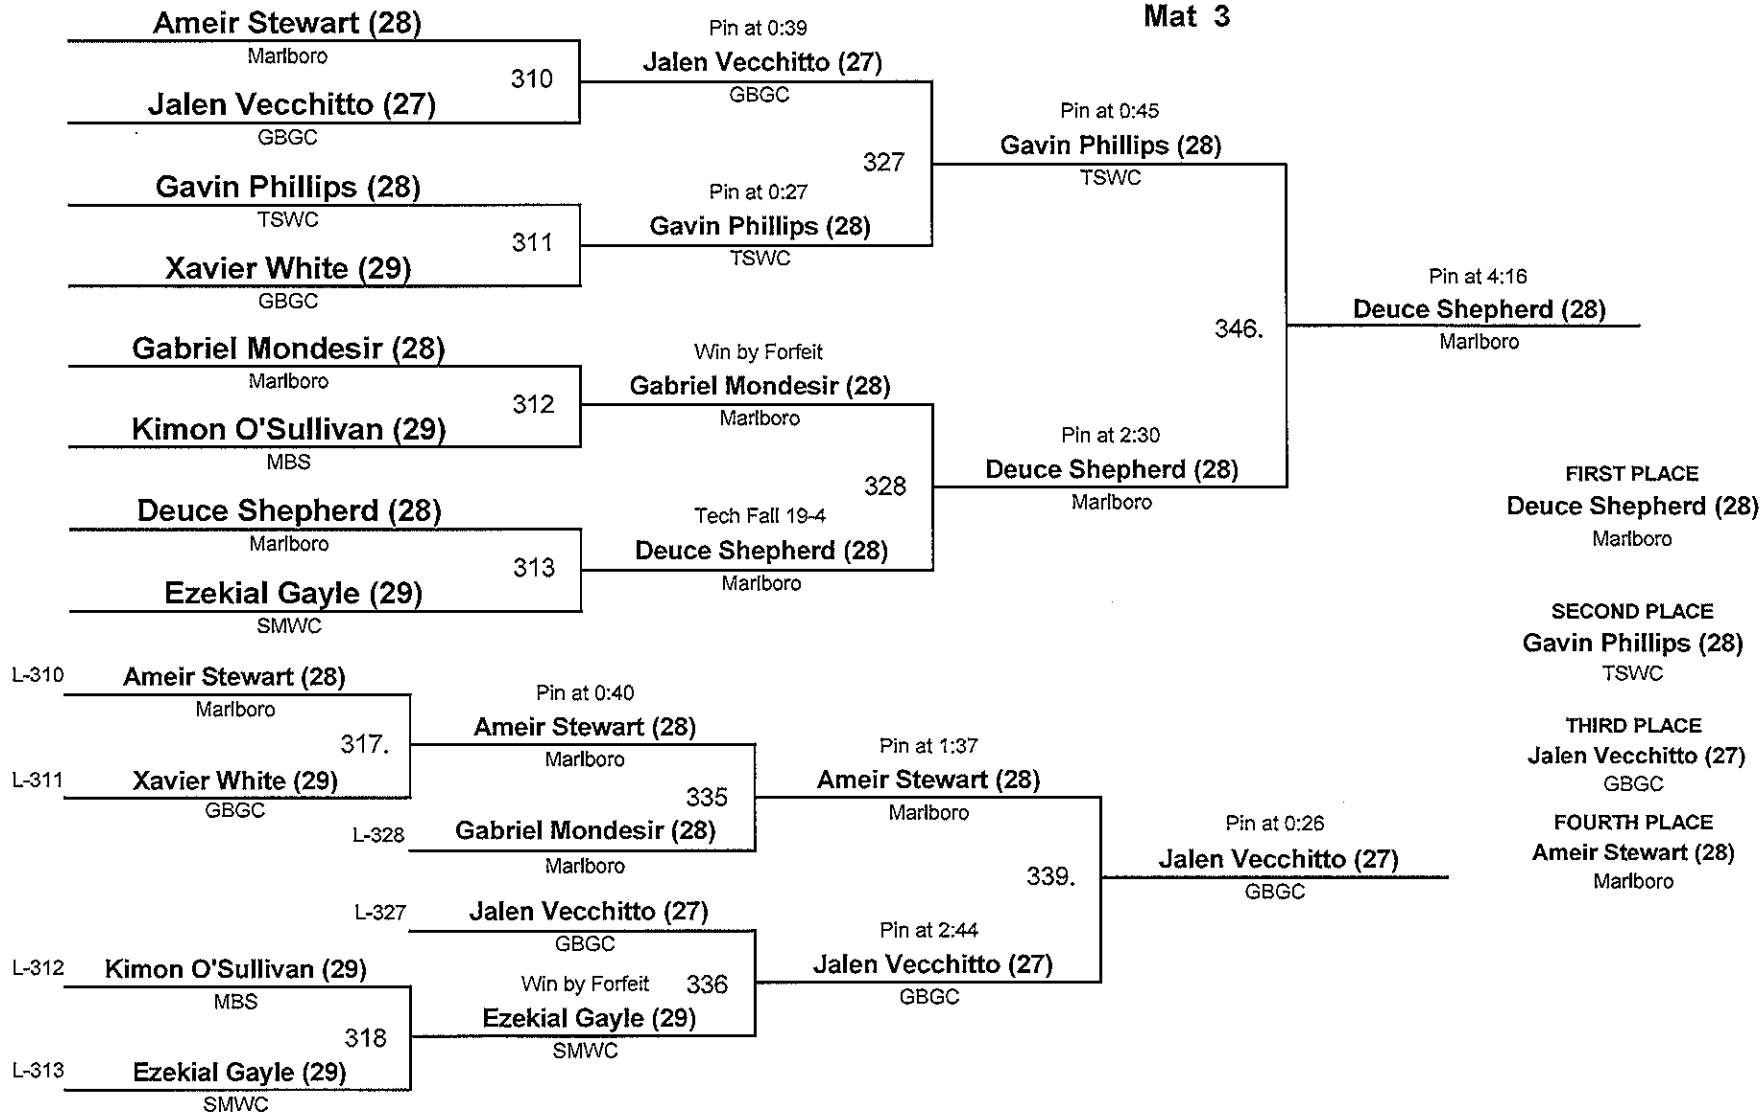 Mat 3
Ameir Stewart (28)
Marlboro
310
Jalen Vecchitto (27)
GBGC
Gavin Phillips (28)
TSWC
311
Xavier White (29)
GBGC
Gabriel Mondesir (28)
Marlboro
312
Kimon O'Sullivan (29)
MBS
Deuce Shepherd (28)
Marlboro
313
Ezekial Gayle (29)
SMWC
Pin at 0:39
Jalen Vecchitto (27)
GBGC
327
Pin at 0:27
Gavin Phillips (28)
TSWC
Win by Forfeit
Gabriel Mondesir (28)
Marlboro
328
Tech Fall 19-4
Deuce Shepherd (28)
Marlboro
Pin at 0:45
Gavin Phillips (28)
TSWC
346.
Pin at 2:30
Deuce Shepherd (28)
Marlboro
Pin at 4:16
Deuce Shepherd (28)
Marlboro
L-310
Ameir Stewart (28)
Marlboro
317.
L-311
Xavier White (29)
GBGC
Pin at 0:40
Ameir Stewart (28)
Marlboro
335
L-328
Gabriel Mondesir (28)
Marlboro
L-327
Jalen Vecchitto (27)
GBGC
336
L-312
Kimon O'Sullivan (29)
MBS
318
L-313
Ezekial Gayle (29)
SMWC
Win by Forfeit
Ezekial Gayle (29)
SMWC
Pin at 1:37
Ameir Stewart (28)
Marlboro
339.
Pin at 2:44
Jalen Vecchitto (27)
GBGC
Pin at 0:26
Jalen Vecchitto (27)
GBGC
FIRST PLACE
Deuce Shepherd (28)
Marlboro
SECOND PLACE
Gavin Phillips (28)
TSWC
THIRD PLACE
Jalen Vecchitto (27)
GBGC
FOURTH PLACE
Ameir Stewart (28)
Marlboro